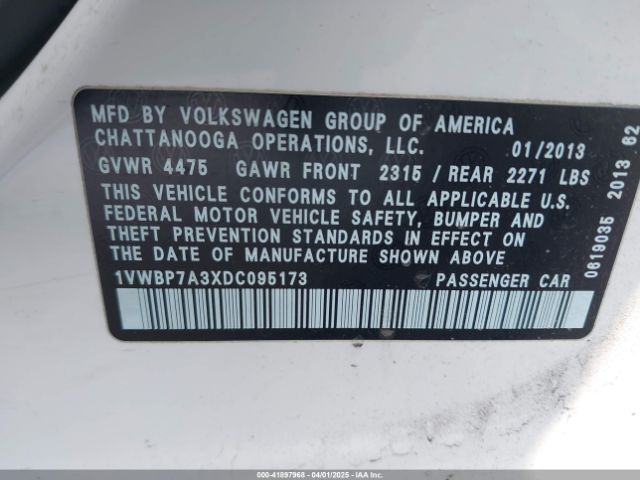 MFD BY VOLKSWAGEN GROUP OF AMERICA
CHATTANOOGA OPERATIONS, LLC. 01/2013
GVWR 4475 GAWR FRONT 2315 / REAR 2271 LBS
THIS VEHICLE CONFORMS TO ALL APPLICABLE U.S.
FEDERAL MOTOR VEHICLE SAFETY, BUMPER AND
THEFT PREVENTION STANDARDS IN EFFECT ON
THE DATE OF MANUFACTURE SHOWN ABOVE.
1VWBP7A3XDC095173 PASSENGER CAR
0619035 2013 62
000-41897968 - 04/01/2025 - IAAI.COM